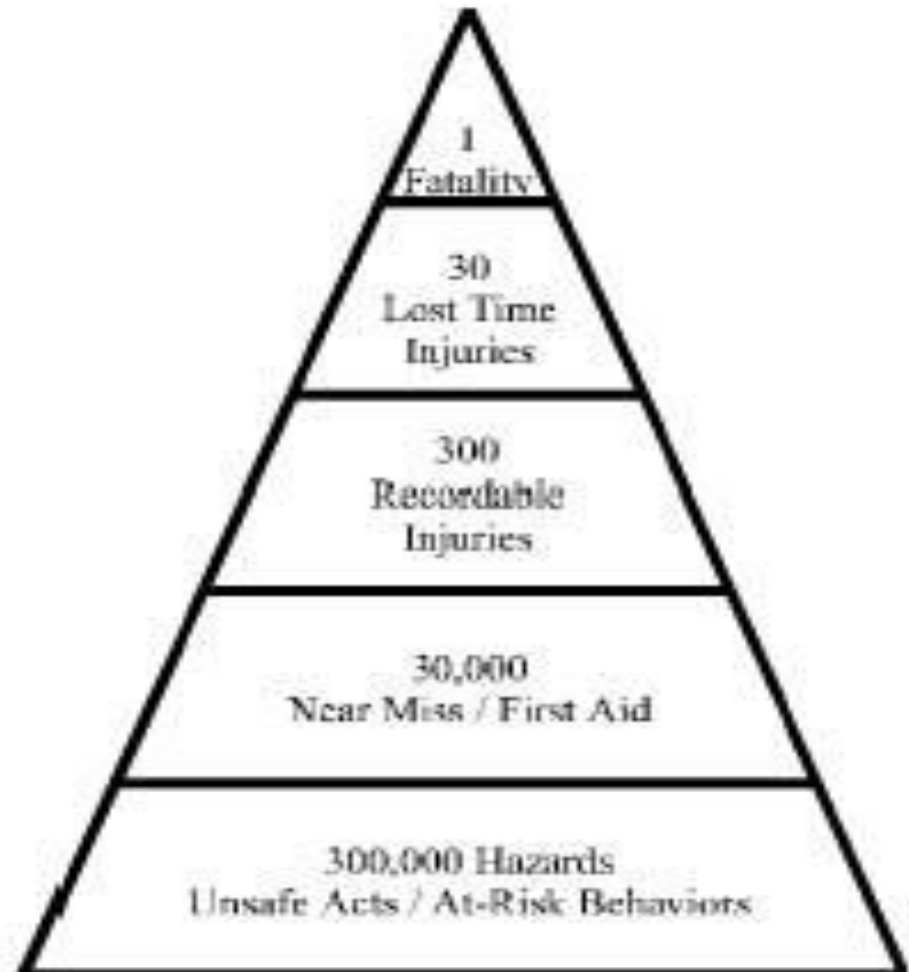 1
Fatality
30
Lost Time
Injuries
300
Recordable
Injuries
30,000
Near Miss / First Aid
300,000 Hazards
Unsafe Acts / At-Risk Behaviors